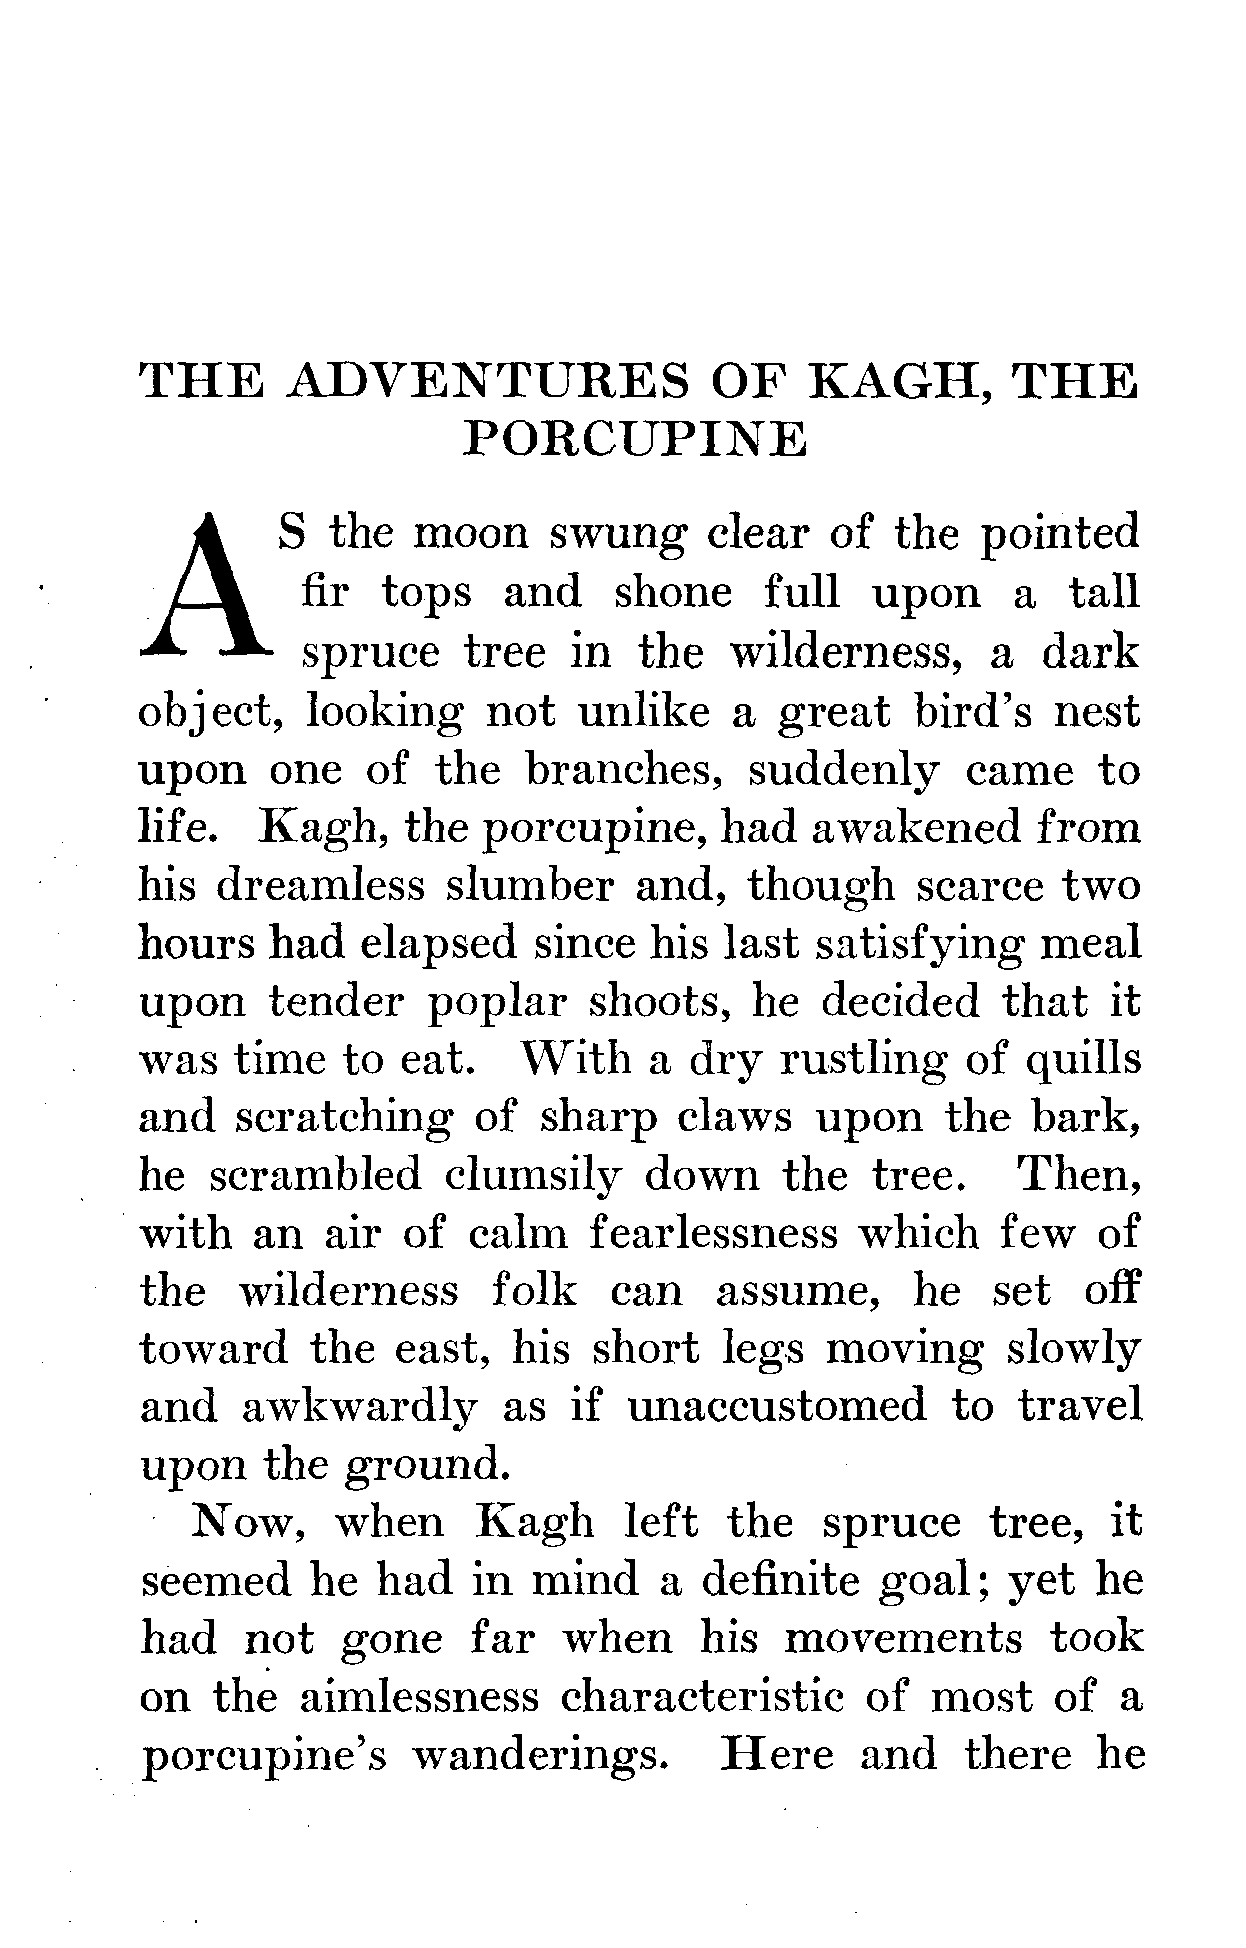 THE ADVENTURES OF KAGH, THE
PORCUPINE
AS the moon swung clear of the pointed
fir tops and shone full upon a tall
spruce tree in the wilderness, a dark
object, looking not unlike a great bird's nest
upon one of the branches, suddenly came to
life. Kagh, the porcupine, had awakened from
his dreamless slumber and, though scarce two
hours had elapsed since his last satisfying meal
upon tender poplar shoots, he decided that it
was time to eat. With a dry rustling of quills
and scratching of sharp claws upon the bark,
he scrambled clumsily down the tree. Then,
with an air of calm fearlessness which few of
the wilderness folk can assume, he set off
toward the east, his short legs moving slowly
and awkwardly as if unaccustomed to travel
upon the ground.
Now, when Kagh left the spruce tree, it
seemed he had in mind a definite goal; yet he
had not gone far when his movements took
on the aimlessness characteristic of most of a
porcupine's wanderings. Here and there he